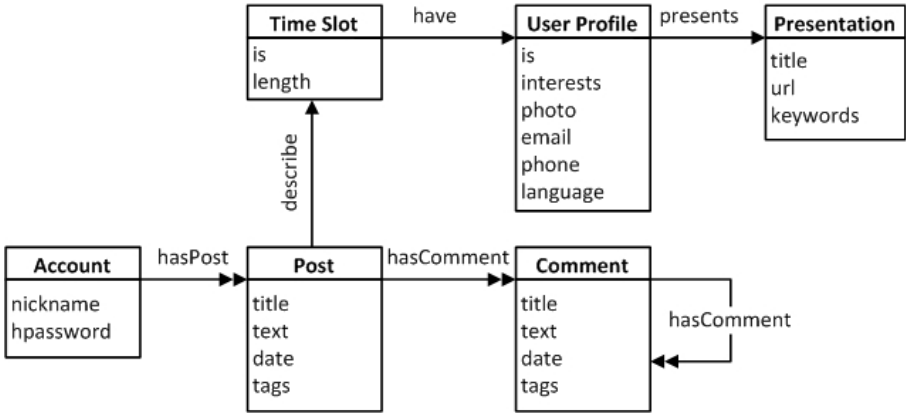 Time Slot
is
length
have
User Profile
is
interests
photo
email
phone
language
presents
Presentation
title
url
keywords
describe
Account
nickname
hpassword
hasPost
Post
title
text
date
tags
hasComment
Comment
title
text
date
tags
hasComment